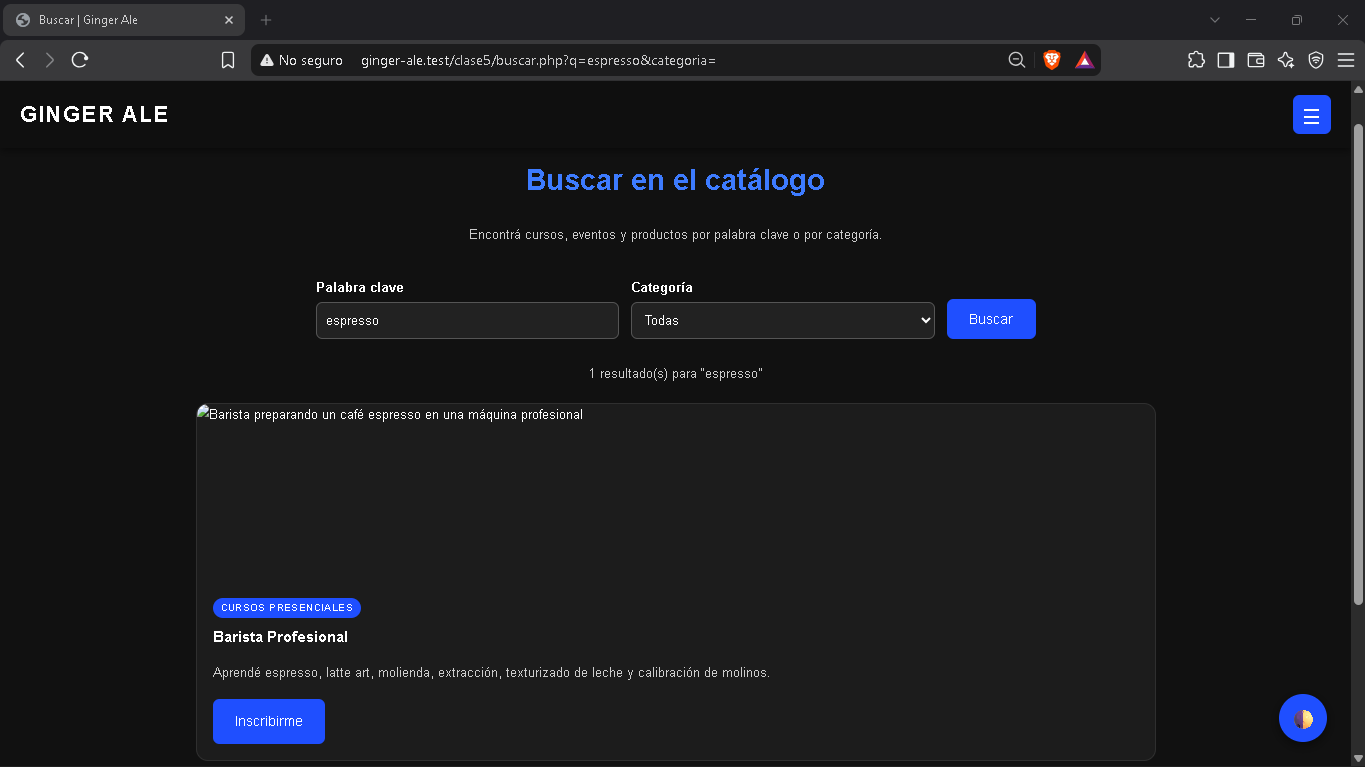 Buscar | Ginger Ale
No seguro ginger-ale.test/clase5/buscar.php?q=espresso&categoria=
GINGER ALE
Buscar en el catálogo
Encontrá cursos, eventos y productos por palabra clave o por categoría.
Palabra clave Categoría
espresso Todas Buscar
1 resultado(s) para "espresso"
Barista preparando un café espresso en una máquina profesional
CURSOS PRESENCIALES
Barista Profesional
Aprendé espresso, latte art, molienda, extracción, texturizado de leche y calibración de molinos.
Inscribirme